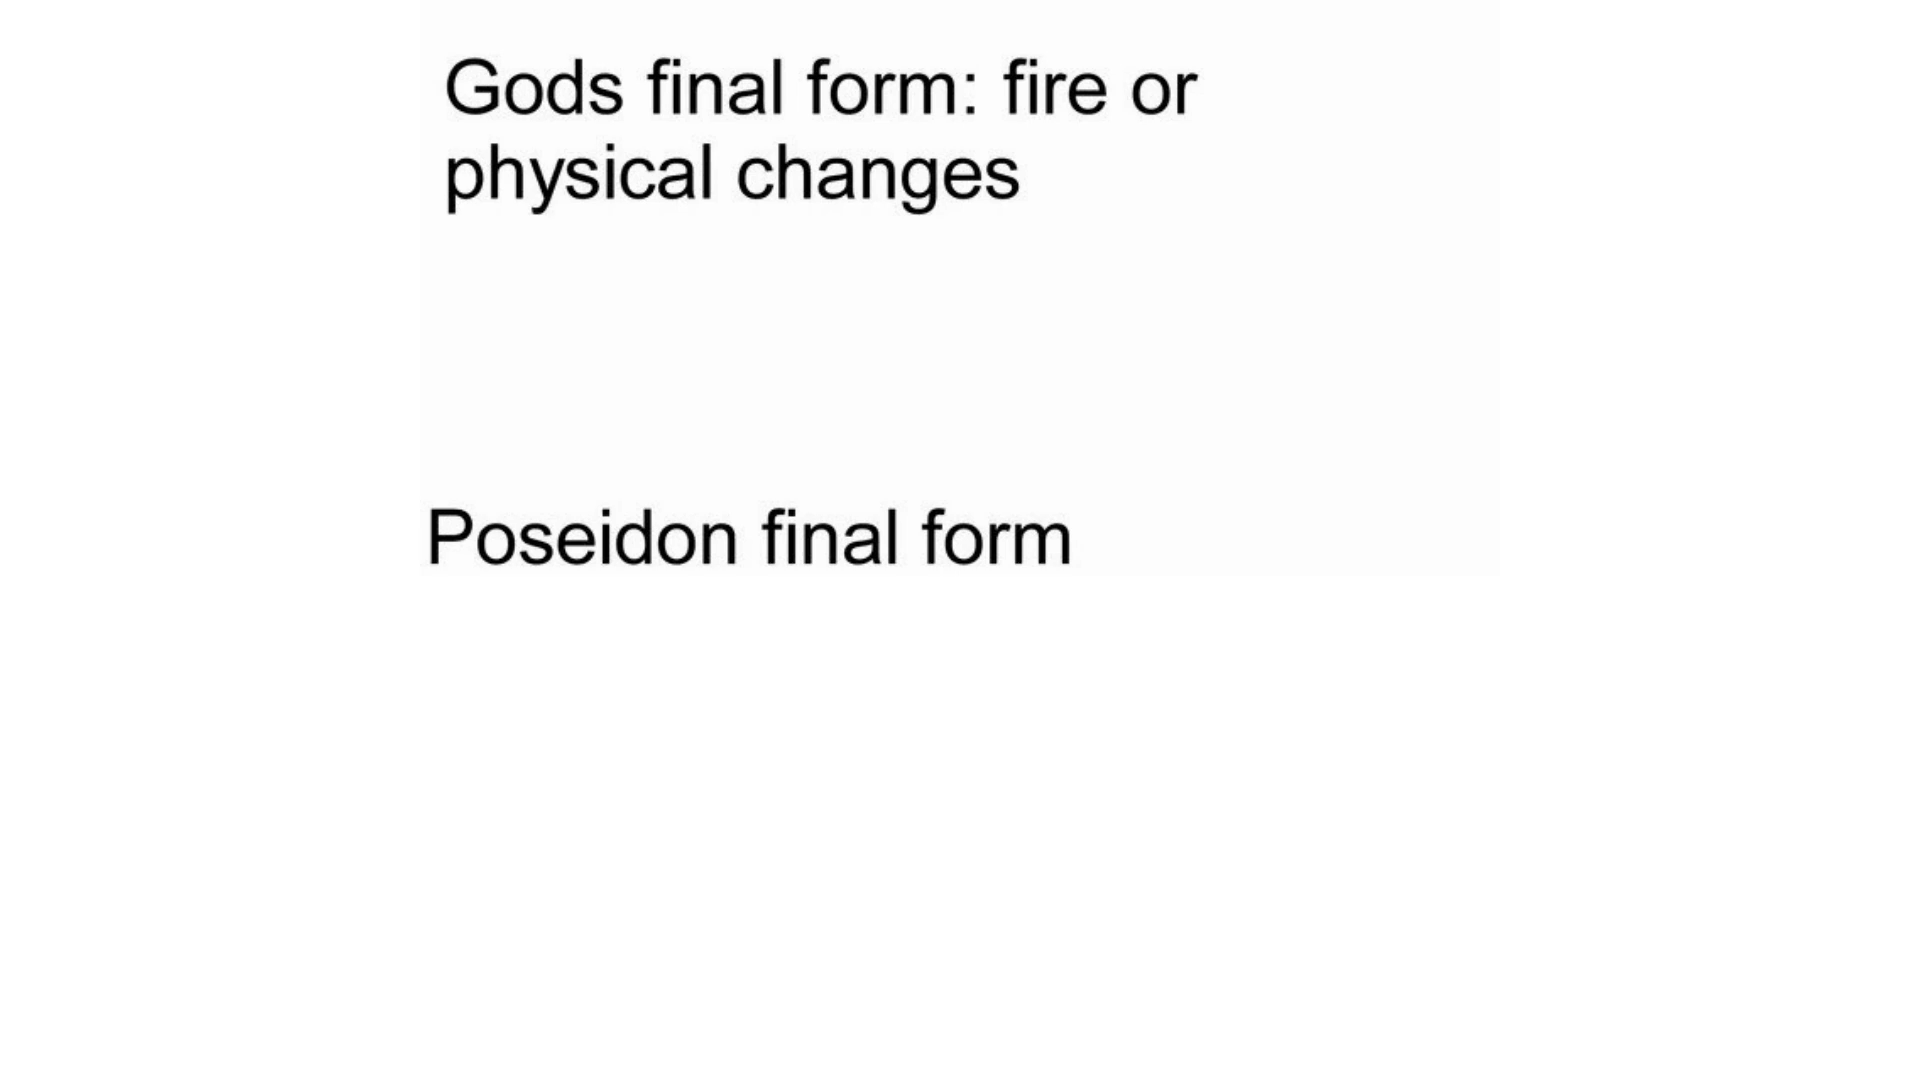 Gods final form: fire or
physical changes
Poseidon final form